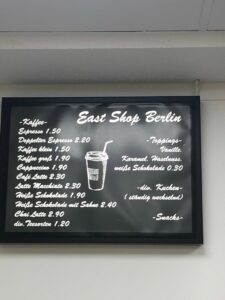 East Shop Berlin
-Kaffee-
Espresso 1.50
Doppelter Espresso 2.20
Kaffee klein 1.50
Kaffee groß 1.90
Cappuccino 1.90
Café Latte 2.30
Latte Macchiato 2.30
Heiße Schokolade 1.90
Heiße Schokolade mit Sahne 2.40
Chai Latte 2.90
div. Teesorten 1.20
-Toppings-
Vanille,
Karamel, Haselnuss,
weiße Schokolade 0.30
-div. Kuchen-
( ständig wechselnd)
-Snacks-